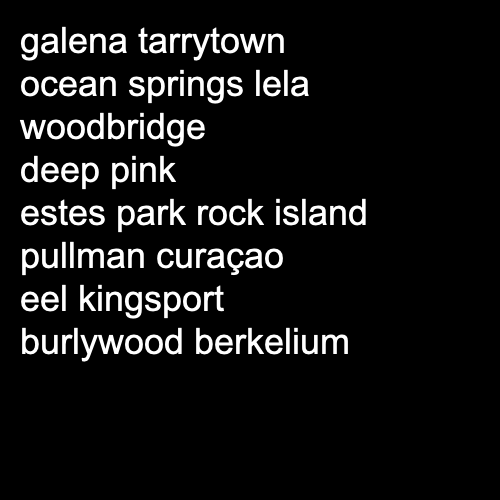 galena tarrytown
ocean springs lela
woodbridge
deep pink
estes park rock island
pullman curaçao
eel kingsport
burlywood berkelium